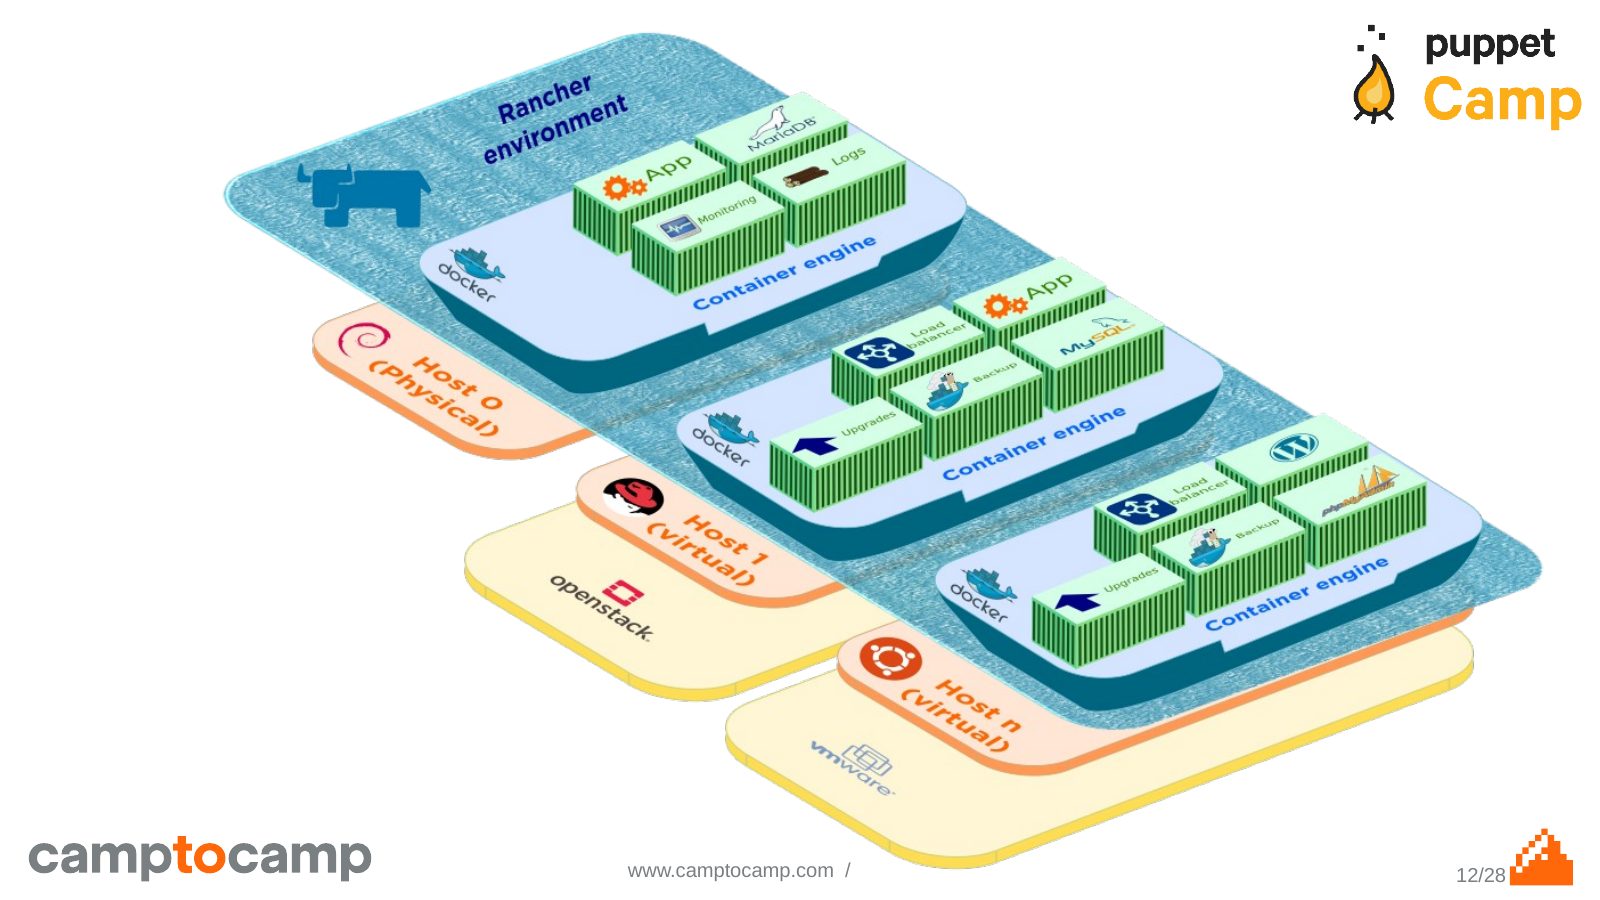 puppet
Camp
Rancher
environment
MariaDB
App
Logs
Monitoring
docker
Container engine
Host 0
(Physical)
App
Load
balancer
MySQL
Backup
Upgrades
docker
Container engine
Host 1
(virtual)
openstack
Load
balancer
phpMyAdmin
Backup
Upgrades
docker
Container engine
Host n
(virtual)
vmware
camptocamp
www.camptocamp.com /
12/28